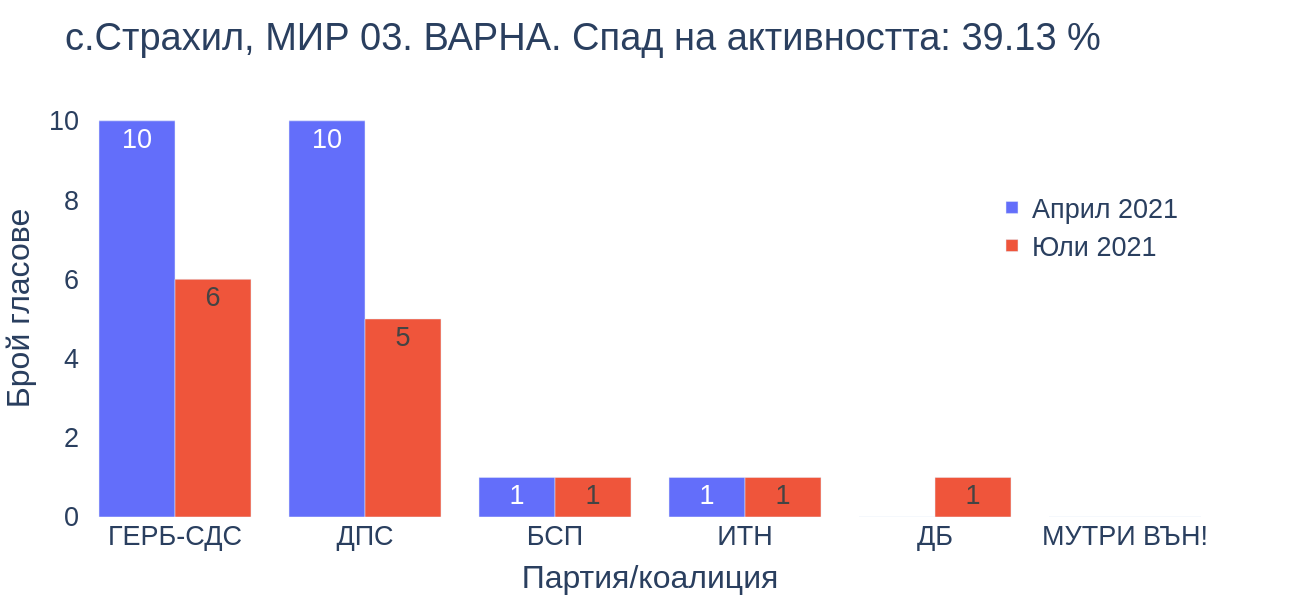 с.Страхил, МИР 03. ВАРНА. Спад на активността: 39.13 %
Брой гласове
10
8
6
4
2
0
10
6
10
5
1
1
1
1
1
Април 2021
Юли 2021
ГЕРБ-СДС
ДПС
БСП
ИТН
ДБ
МУТРИ ВЪН!
Партия/коалиция